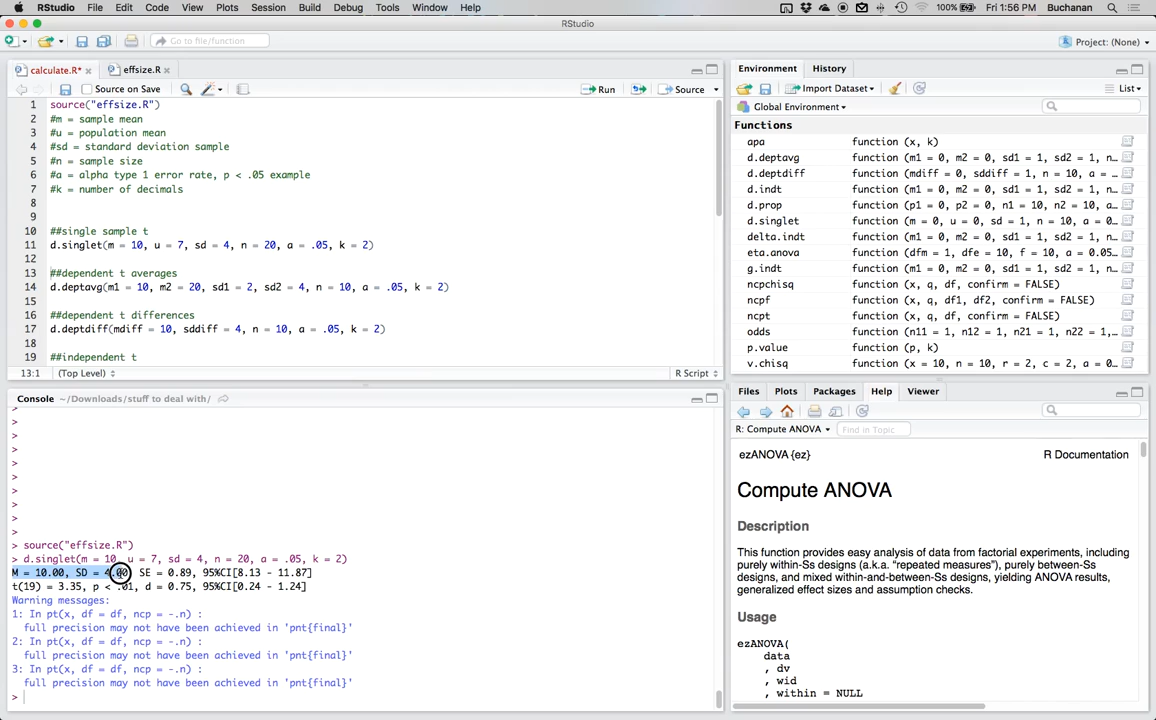 RStudio File Edit Code View Plots Session Build Debug Tools Window Help 100% Fri 1:56 PM Buchanan
RStudio
Go to file/function Project: (None)
calculate.R* effsize.R
Source on Save Run Source
1 source("effsize.R")
2 #m = sample mean
3 #u = population mean
4 #sd = standard deviation sample
5 #n = sample size
6 #a = alpha type 1 error rate, p < .05 example
7 #k = number of decimals
8
9
10 ##single sample t
11 d.singlet(m = 10, u = 7, sd = 4, n = 20, a = .05, k = 2)
12
13 ##dependent t averages
14 d.deptavg(m1 = 10, m2 = 20, sd1 = 2, sd2 = 4, n = 10, a = .05, k = 2)
15
16 ##dependent t differences
17 d.deptdiff(mdiff = 10, sddiff = 4, n = 10, a = .05, k = 2)
18
19 ##independent t
13:1 (Top Level) R Script
Console ~/Downloads/stuff to deal with/
>
>
>
>
>
>
>
>
>
>
> source("effsize.R")
> d.singlet(m = 10, u = 7, sd = 4, n = 20, a = .05, k = 2)
M = 10.00, SD = 4.00, SE = 0.89, 95%CI[8.13 - 11.87]
t(19) = 3.35, p < .01, d = 0.75, 95%CI[0.24 - 1.24]
Warning messages:
1: In pt(x, df = df, ncp = -.n) :
full precision may not have been achieved in 'pnt{final}'
2: In pt(x, df = df, ncp = -.n) :
full precision may not have been achieved in 'pnt{final}'
3: In pt(x, df = df, ncp = -.n) :
full precision may not have been achieved in 'pnt{final}'
>
Environment History
Import Dataset List
Global Environment
Functions
apa function (x, k)
d.deptavg function (m1 = 0, m2 = 0, sd1 = 1, sd2 = 1, n…
d.deptdiff function (mdiff = 0, sddiff = 1, n = 10, a = …
d.indt function (m1 = 0, m2 = 0, sd1 = 1, sd2 = 1, n…
d.prop function (p1 = 0, p2 = 0, n1 = 10, n2 = 10, a…
d.singlet function (m = 0, u = 0, sd = 1, n = 10, a = 0…
delta.indt function (m1 = 0, m2 = 0, sd1 = 1, sd2 = 1, n…
eta.anova function (dfm = 1, dfe = 10, f = 10, a = 0.05…
g.indt function (m1 = 0, m2 = 0, sd1 = 1, sd2 = 1, n…
ncpchisq function (x, q, df, confirm = FALSE)
ncpf function (x, q, df1, df2, confirm = FALSE)
ncpt function (x, q, df, confirm = FALSE)
odds function (n11 = 1, n12 = 1, n21 = 1, n22 = 1,…
p.value function (p, k)
v.chisq function (x = 10, n = 10, r = 2, c = 2, a = 0…
Files Plots Packages Help Viewer
R: Compute ANOVA Find in Topic
ezANOVA {ez} R Documentation
Compute ANOVA
Description
This function provides easy analysis of data from factorial experiments, including
purely within-Ss designs (a.k.a. "repeated measures"), purely between-Ss
designs, and mixed within-and-between-Ss designs, yielding ANOVA results,
generalized effect sizes and assumption checks.
Usage
ezANOVA(
data
, dv
, wid
, within = NULL